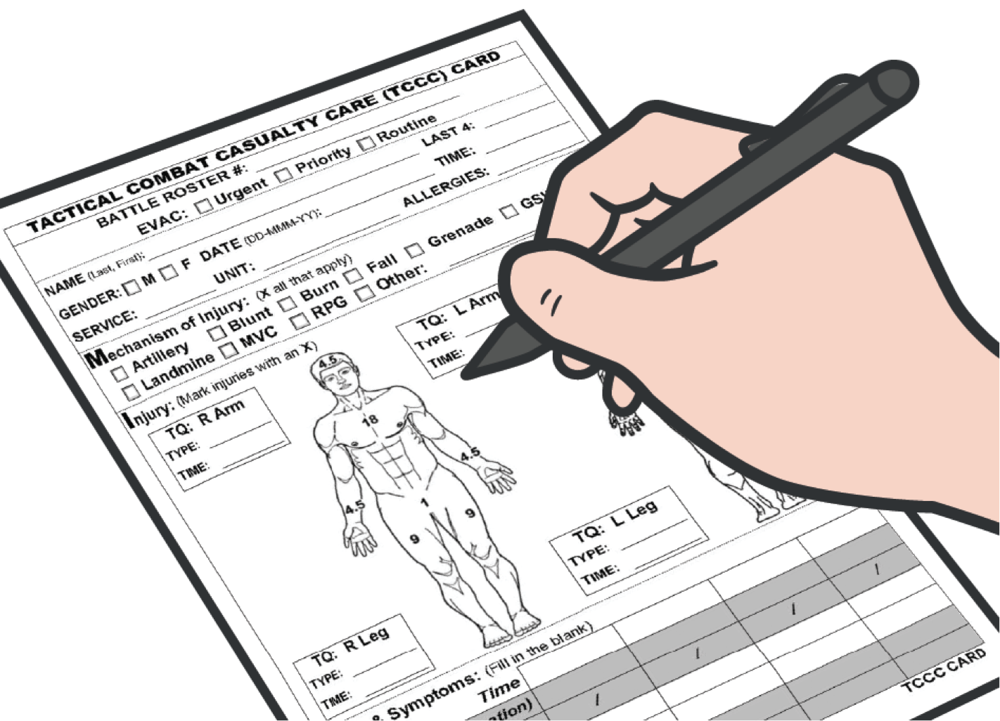 TACTICAL COMBAT CASUALTY CARE (TCCC) CARD
BATTLE ROSTER #:
EVAC: Urgent Priority Routine
NAME (Last, First): LAST 4:
GENDER: M F DATE (DD-MMM-YY): TIME:
SERVICE: UNIT: ALLERGIES:
Mechanism of Injury: (X all that apply)
Artillery Blunt Burn Fall Grenade
Landmine MVC RPG Other:
Injury: (Mark injuries with an X)
TQ: R Arm
TYPE:
TIME:
TQ: L Arm
TYPE:
TIME:
4.5
18
4.5
4.5
1
9
9
TQ: R Leg
TYPE:
TIME:
TQ: L Leg
TYPE:
TIME:
& Symptoms: (Fill in the blank)
Time
/ / / /
TCCC CARD